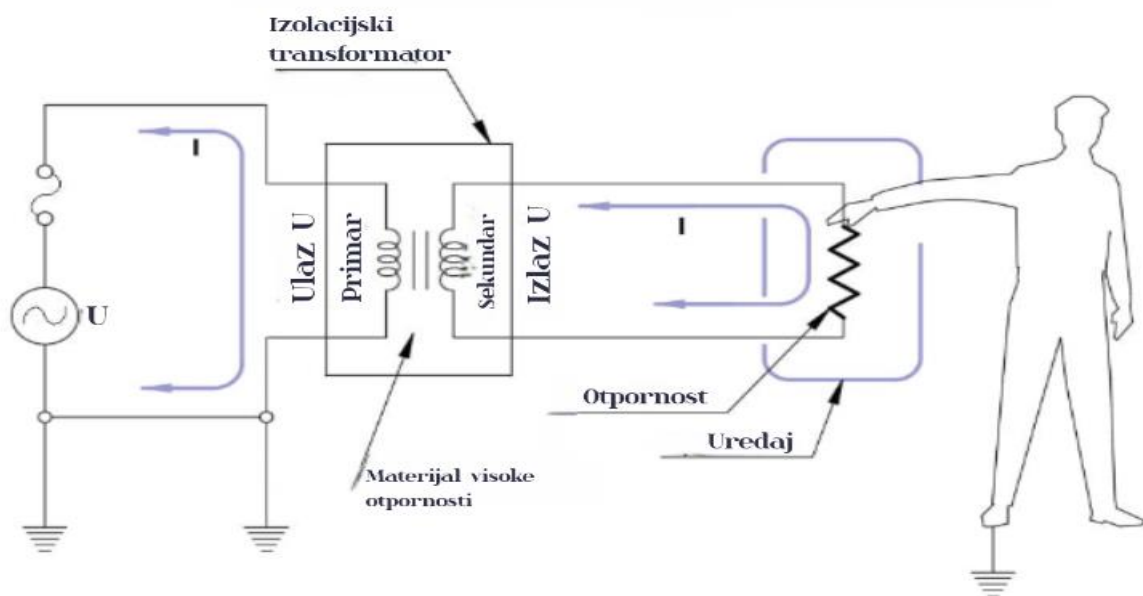 Izolacijski
transformator
I
U
Ulaz U
Primar
Sekundar
Izlaz U
I
Otpornost
Uredaj
Materijal visoke
otpornosti